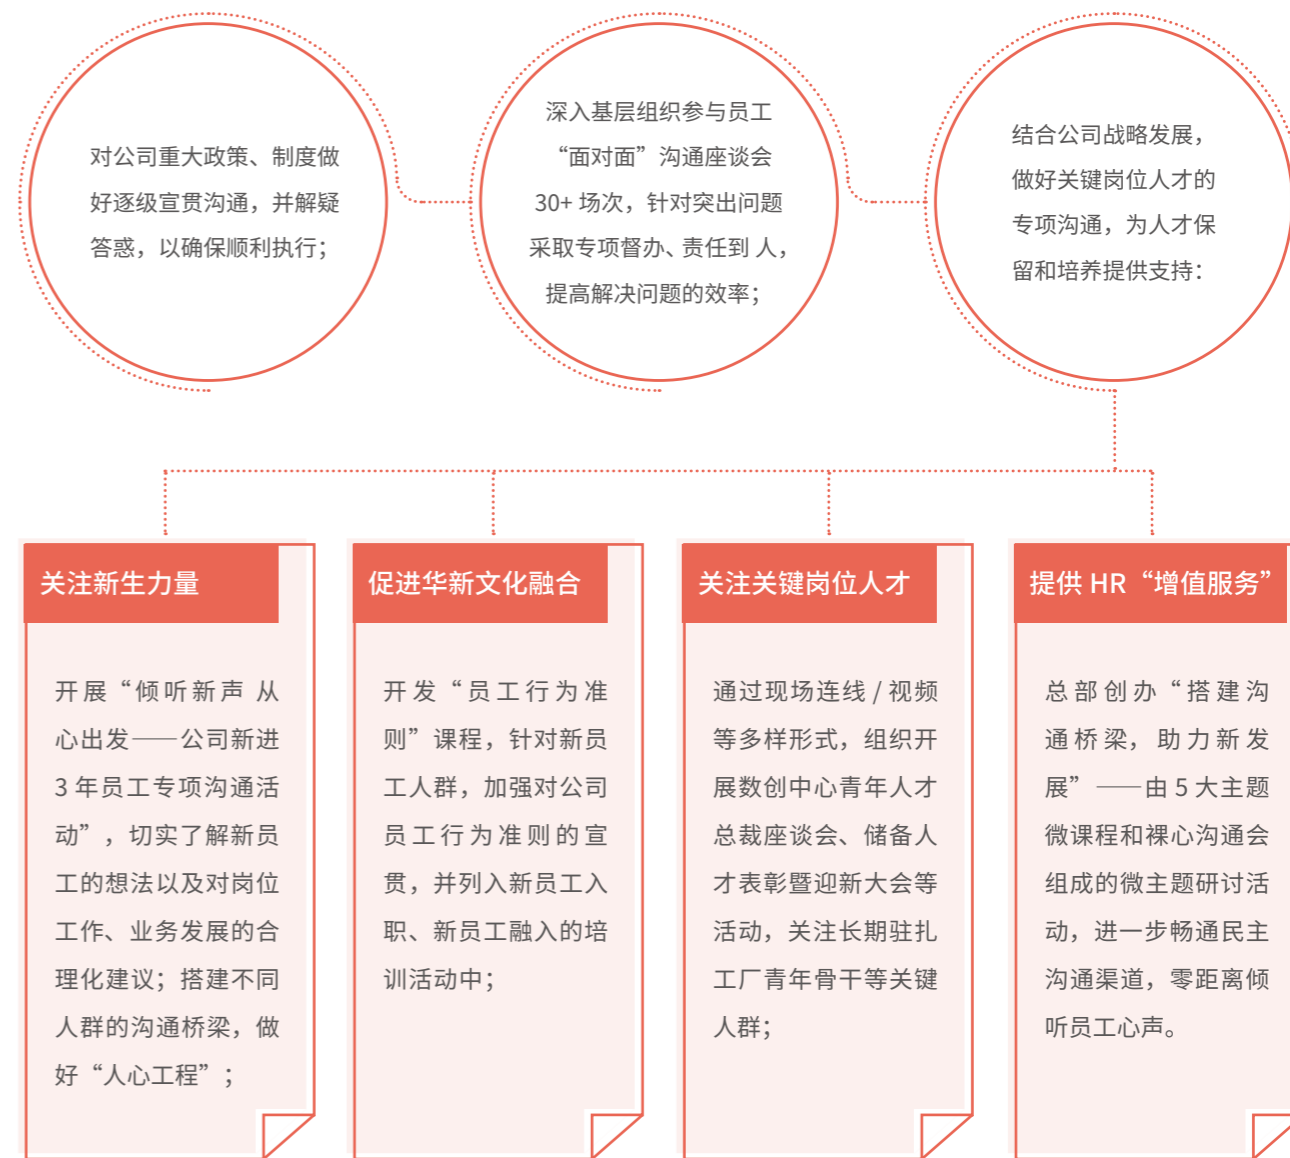 对公司重大政策、制度做
好逐级宣贯沟通，并解疑
答惑，以确保顺利执行；
深入基层组织参与员工
“面对面”沟通座谈会
30+ 场次，针对突出问题
采取专项督办、责任到 人，
提高解决问题的效率；
结合公司战略发展，
做好关键岗位人才的
专项沟通，为人才保
留和培养提供支持：
关注新生力量
开展“倾听新声 从
心出发——公司新进
3 年员工专项沟通活
动”，切实了解新员
工的想法以及对岗位
工作、业务发展的合
理化建议；搭建不同
人群的沟通桥梁，做
好“人心工程”；
促进华新文化融合
开发“员工行为准
则”课程，针对新员
工人群，加强对公司
员工行为准则的宣
贯，并列入新员工入
职、新员工融入的培
训活动中；
关注关键岗位人才
通过现场连线 / 视频
等多样形式，组织开
展数创中心青年人才
总裁座谈会、储备人
才表彰暨迎新大会等
活动，关注长期驻扎
工厂青年骨干等关键
人群；
提供 HR“增值服务”
总部创办“搭建沟
通桥梁，助力新发
展”——由 5 大主题
微课程和裸心沟通会
组成的微主题研讨活
动，进一步畅通民主
沟通渠道，零距离倾
听员工心声。